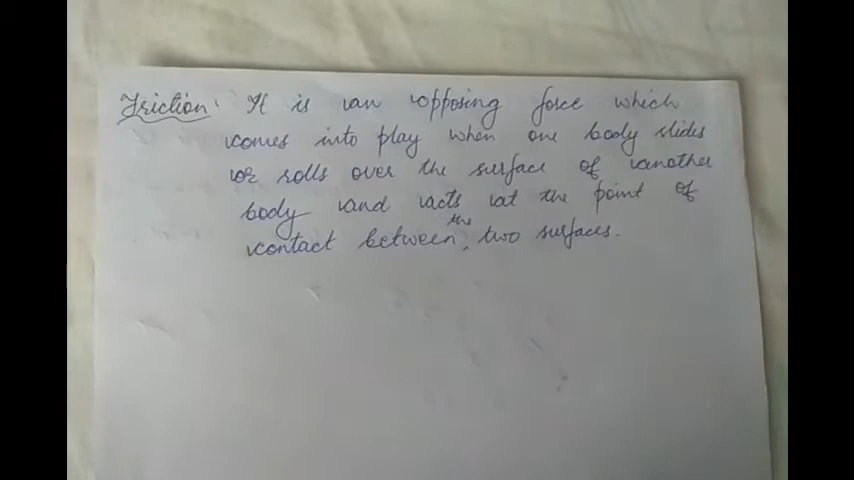 Friction: It is an opposing force which
comes into play when one body slides
or rolls over the surface of another
body and acts at the point of
contact between the two surfaces.